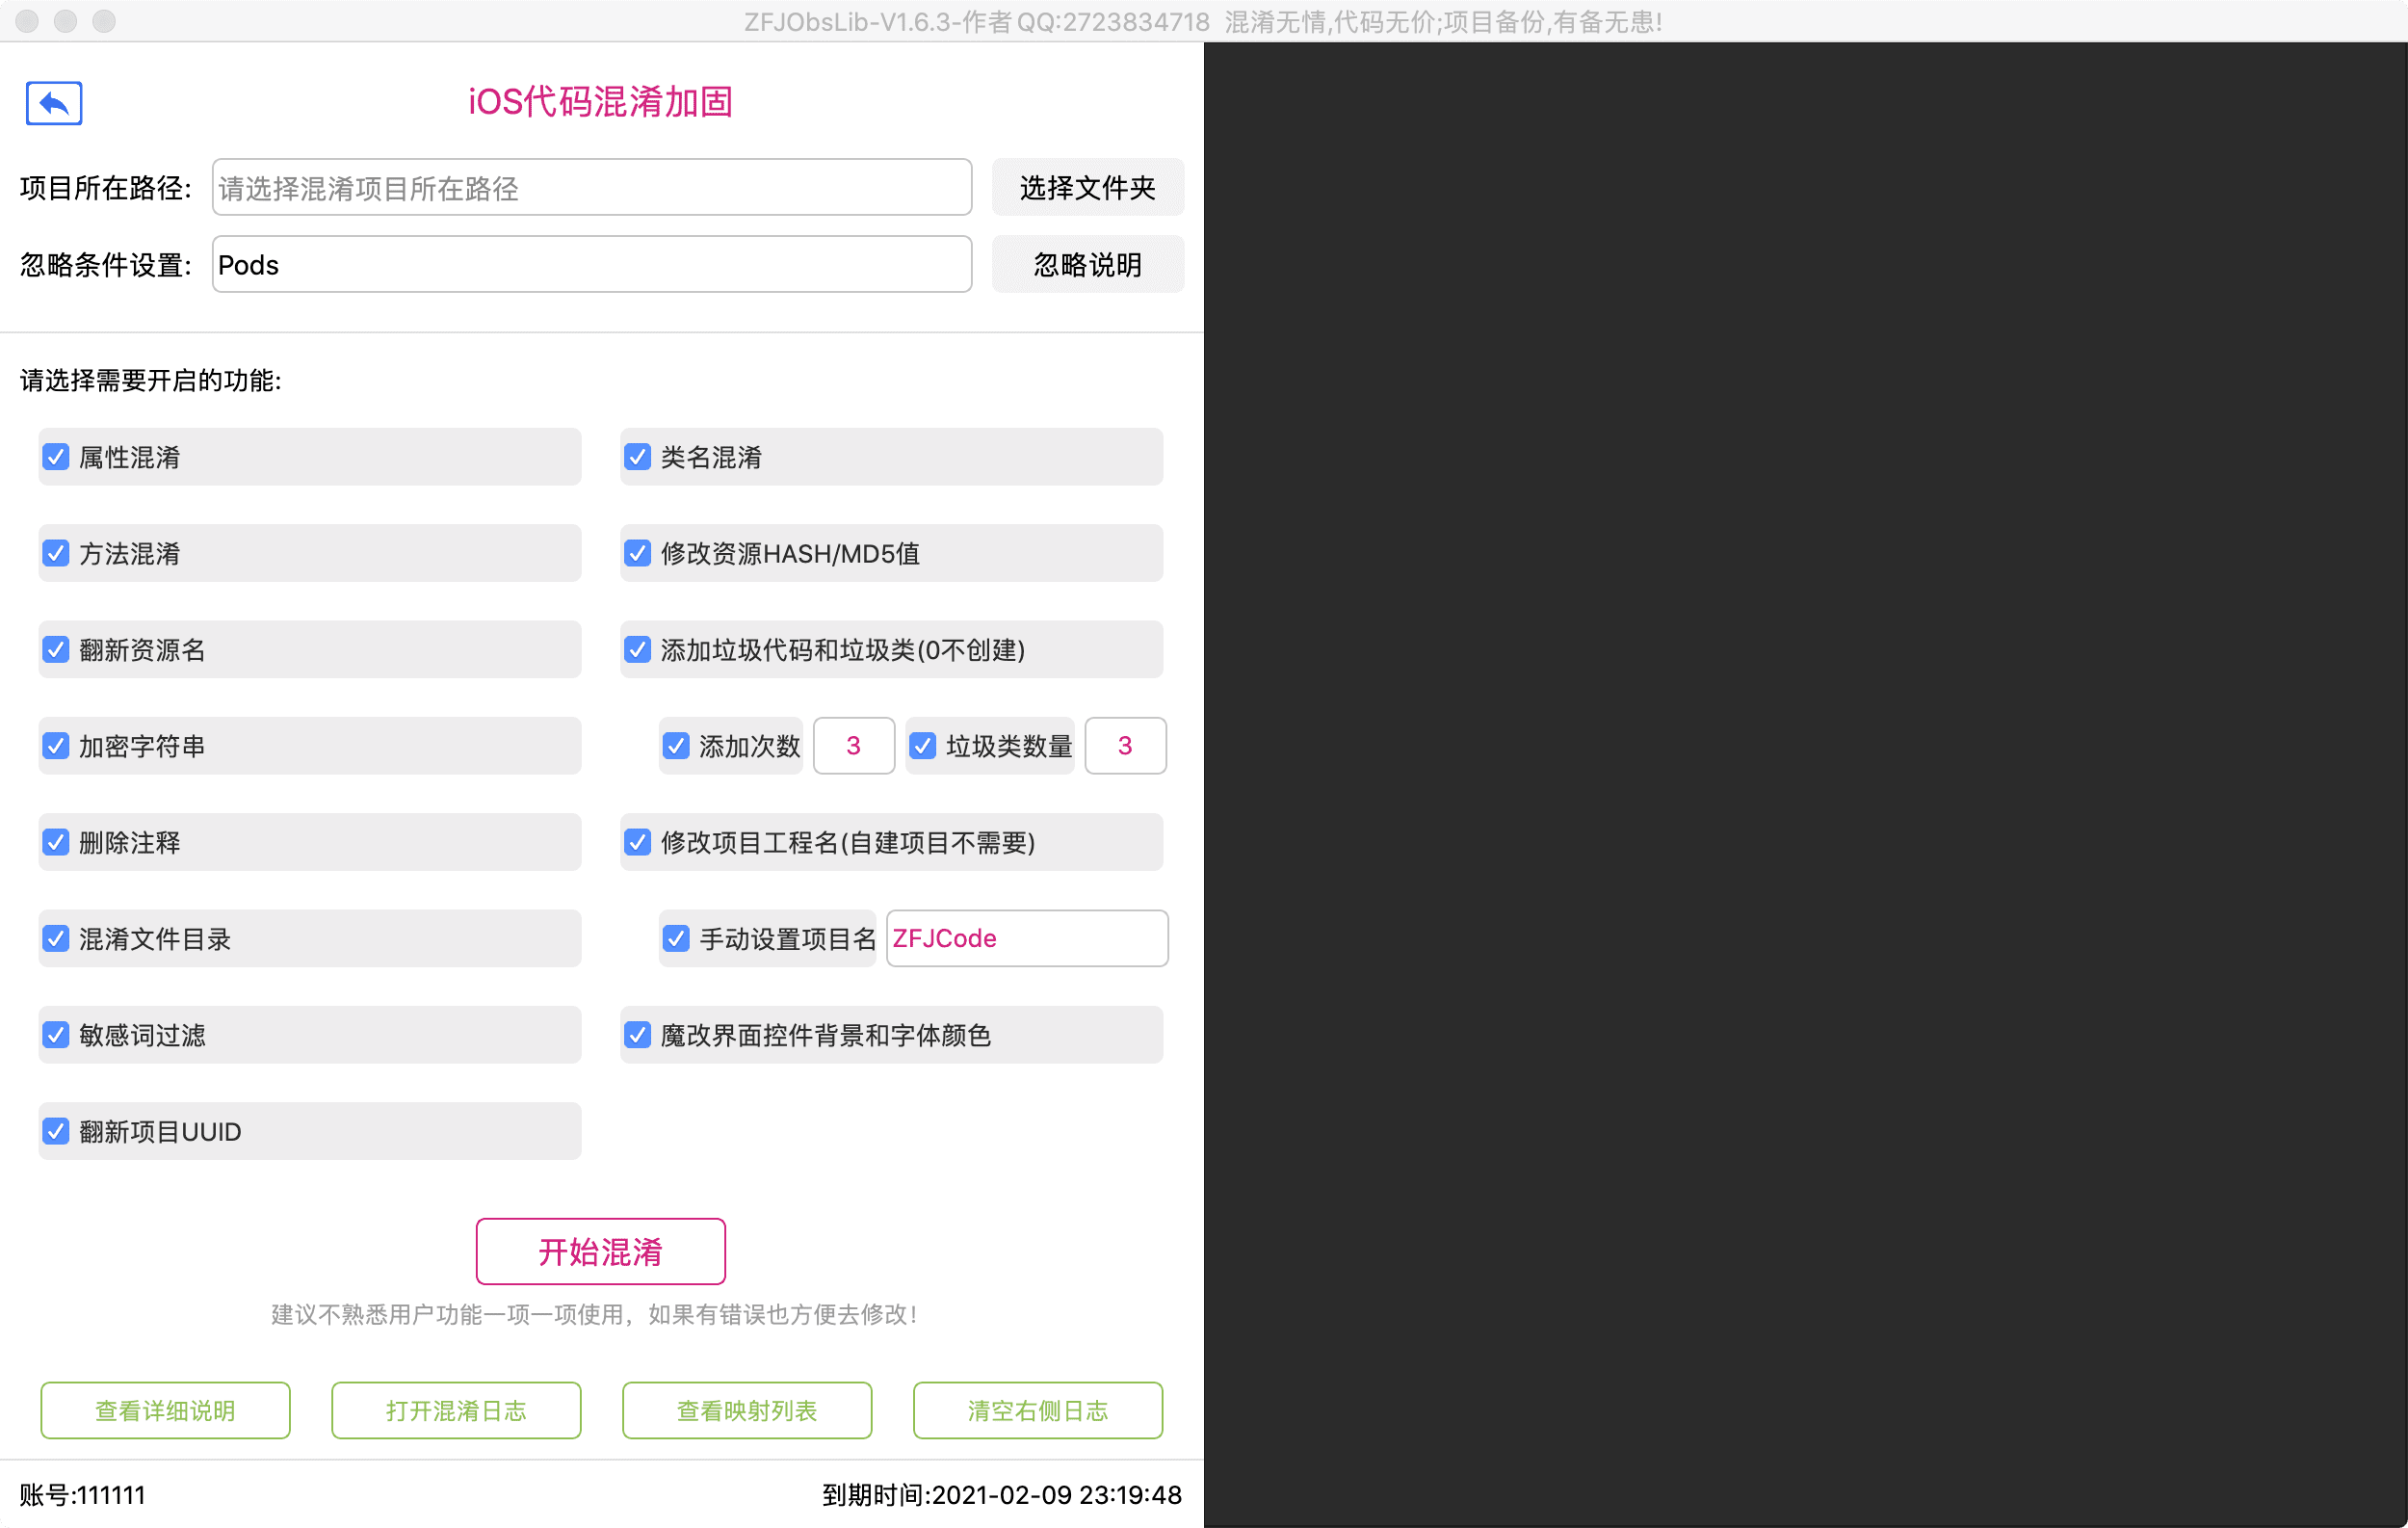 ZFJObsLib-V1.6.3-作者QQ:2723834718 混淆无情,代码无价;项目备份,有备无患!
iOS代码混淆加固
项目所在路径: 请选择混淆项目所在路径 选择文件夹
忽略条件设置: Pods 忽略说明
请选择需要开启的功能:
属性混淆 类名混淆
方法混淆 修改资源HASH/MD5值
翻新资源名 添加垃圾代码和垃圾类(0不创建)
加密字符串 添加次数 3 垃圾类数量 3
删除注释 修改项目工程名(自建项目不需要)
混淆文件目录 手动设置项目名 ZFJCode
敏感词过滤 魔改界面控件背景和字体颜色
翻新项目UUID
开始混淆
建议不熟悉用户功能一项一项使用，如果有错误也方便去修改!
查看详细说明 打开混淆日志 查看映射列表 清空右侧日志
账号:111111 到期时间:2021-02-09 23:19:48